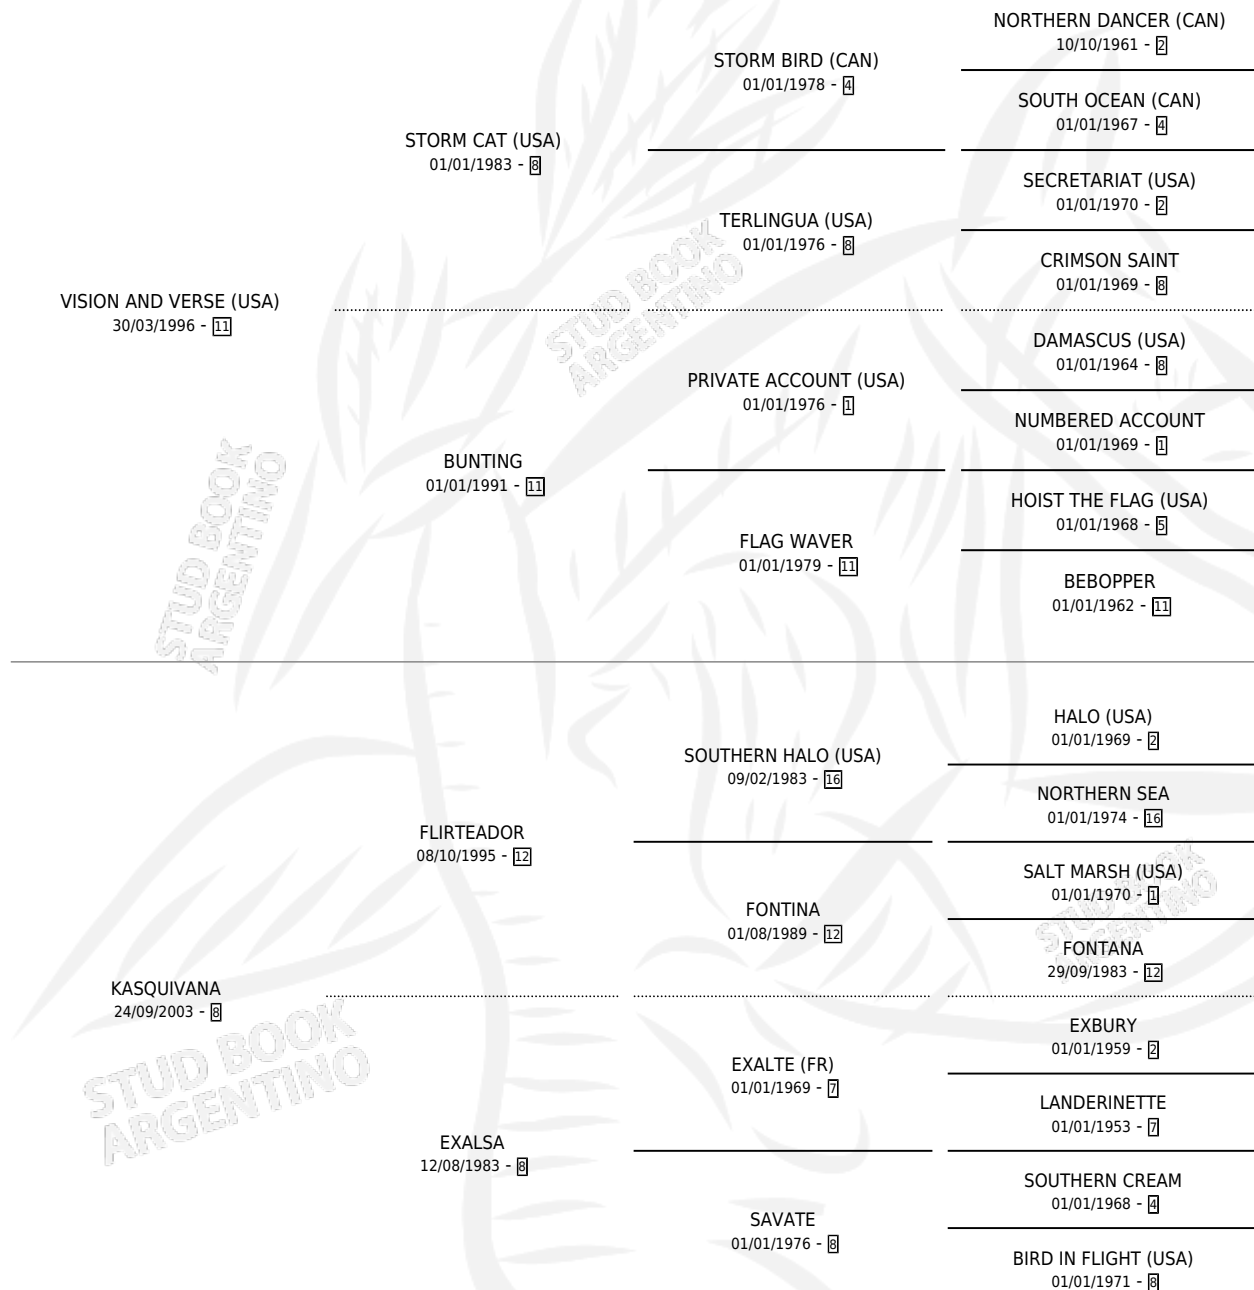 NORTHERN DANCER (CAN)
10/10/1961 - 2
STORM BIRD (CAN)
01/01/1978 - 4
SOUTH OCEAN (CAN)
01/01/1967 - 4
STORM CAT (USA)
01/01/1983 - 8
SECRETARIAT (USA)
01/01/1970 - 2
TERLINGUA (USA)
01/01/1976 - 8
CRIMSON SAINT
01/01/1969 - 8
VISION AND VERSE (USA)
30/03/1996 - 11
DAMASCUS (USA)
01/01/1964 - 8
PRIVATE ACCOUNT (USA)
01/01/1976 - 1
NUMBERED ACCOUNT
01/01/1969 - 1
BUNTING
01/01/1991 - 11
HOIST THE FLAG (USA)
01/01/1968 - 5
FLAG WAVER
01/01/1979 - 11
BEBOPPER
01/01/1962 - 11
HALO (USA)
01/01/1969 - 2
SOUTHERN HALO (USA)
09/02/1983 - 16
NORTHERN SEA
01/01/1974 - 16
FLIRTEADOR
08/10/1995 - 12
SALT MARSH (USA)
01/01/1970 - 1
FONTINA
01/08/1989 - 12
FONTANA
29/09/1983 - 12
KASQUIVANA
24/09/2003 - 8
EXBURY
01/01/1959 - 2
EXALTE (FR)
01/01/1969 - 7
LANDERINETTE
01/01/1953 - 7
EXALSA
12/08/1983 - 8
SOUTHERN CREAM
01/01/1968 - 4
SAVATE
01/01/1976 - 8
BIRD IN FLIGHT (USA)
01/01/1971 - 8
STUD BOOK
ARGENTINO
STUD BOOK
ARGENTINO
STUD BOOK
ARGENTINO
STUD BOOK
ARGENTINO